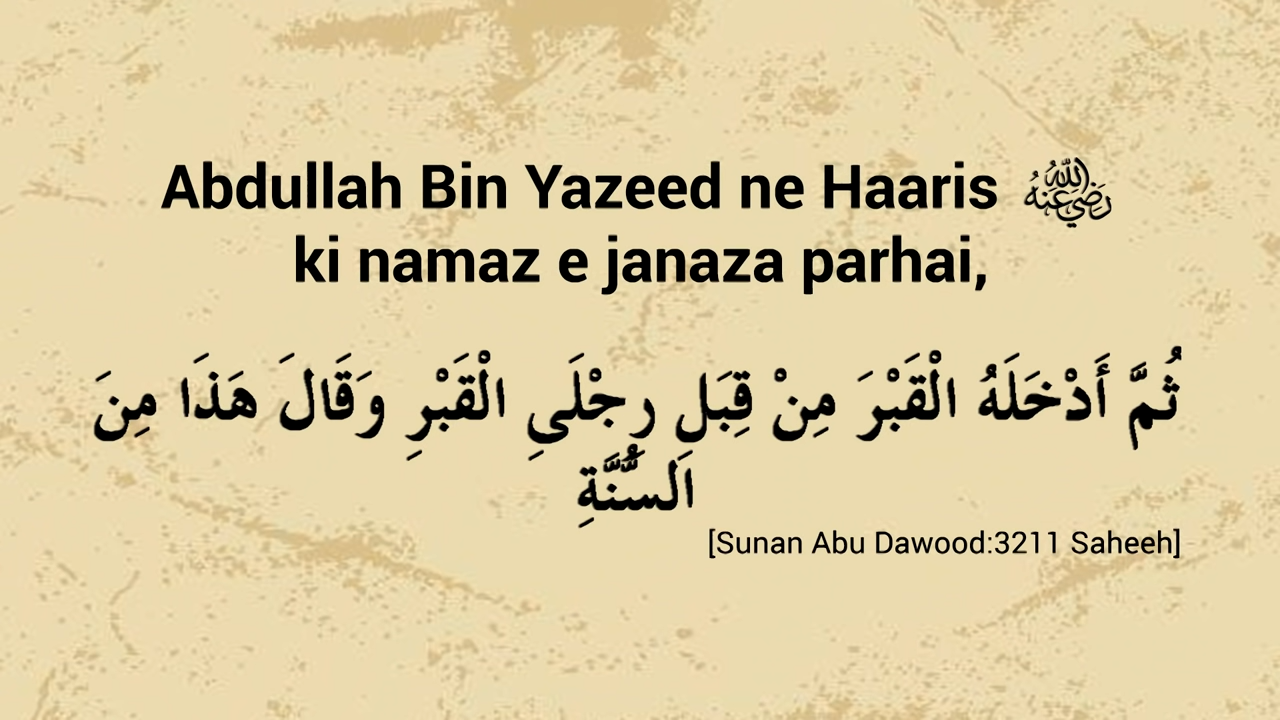 Abdullah Bin Yazeed ne Haaris رضي الله عنه
ki namaz e janaza parhai,
ثُمَّ أَدْخَلَهُ الْقَبْرَ مِنْ قِبَلِ رِجْلَىِ الْقَبْرِ وَقَالَ هَذَا مِنَ
السُّنَّةِ
[Sunan Abu Dawood:3211 Saheeh]